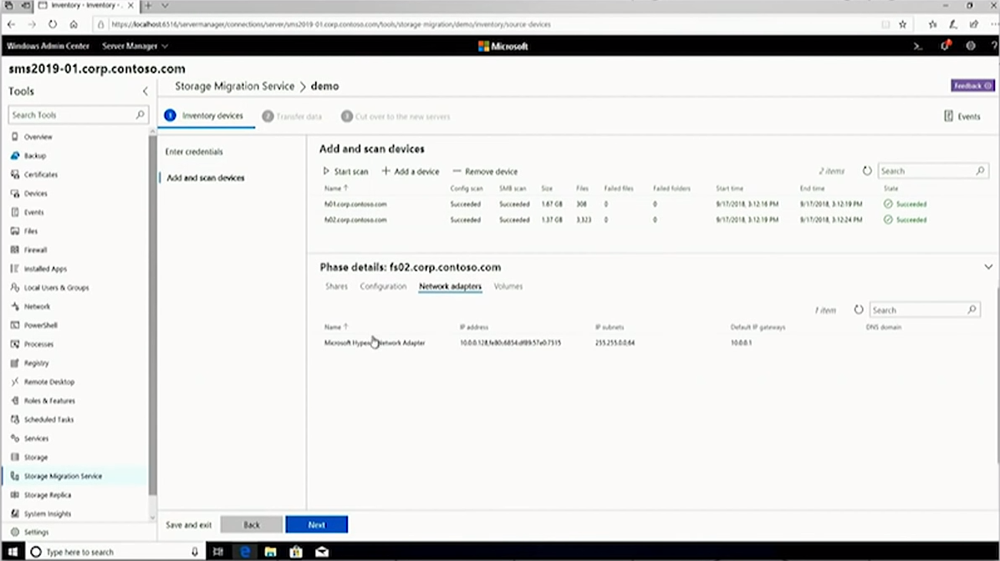 Inventory - Inventory - .
https://localhost:6516/servermanager/connections/server/sms2019-01.corp.contoso.com/tools/storage-migration/demo/inventory/source-devices
Windows Admin Center Server Manager Microsoft
sms2019-01.corp.contoso.com
Tools
Search Tools
Overview
Backup
Certificates
Devices
Events
Files
Firewall
Installed Apps
Local Users & Groups
Network
PowerShell
Processes
Registry
Remote Desktop
Roles & Features
Scheduled Tasks
Services
Storage
Storage Migration Service
Storage Replica
System Insights
Settings
Storage Migration Service > demo
Feedback
1 Inventory devices 2 Transfer data 3 Cut over to the new servers
Events
Enter credentials
Add and scan devices
Add and scan devices
Start scan + Add a device — Remove device 2 items Search
Name ↑ Config scan SMB scan Size Files Failed files Failed folders Start time End time State
fs01.corp.contoso.com Succeeded Succeeded 1.67 GB 308 0 0 9/17/2018, 3:12:16 PM 9/17/2018, 3:12:19 PM Succeeded
fs02.corp.contoso.com Succeeded Succeeded 1.37 GB 3,323 0 0 9/17/2018, 3:12:19 PM 9/17/2018, 3:12:24 PM Succeeded
Phase details: fs02.corp.contoso.com
Shares Configuration Network adapters Volumes
1 item Search
Name ↑ IP address IP subnets Default IP gateways DNS domain
Microsoft Hyper Network Adapter 255.255.0.0,64 10.0.0.1
Save and exit Back Next
Type here to search